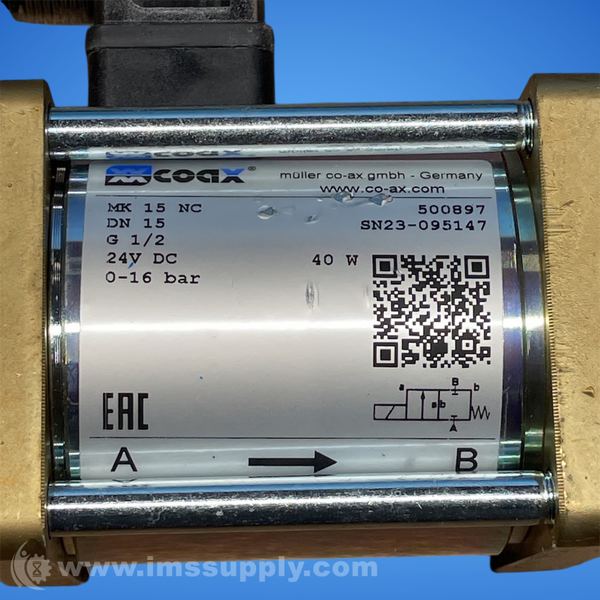 coax®
müller co-ax gmbh - Germany
www.co-ax.com
MK 15 NC
500897
DN 15
SN23-095147
G 1/2
24V DC
40 W
0-16 bar
a
B
b
a b
A
EAC
A
B
www.imssupply.com